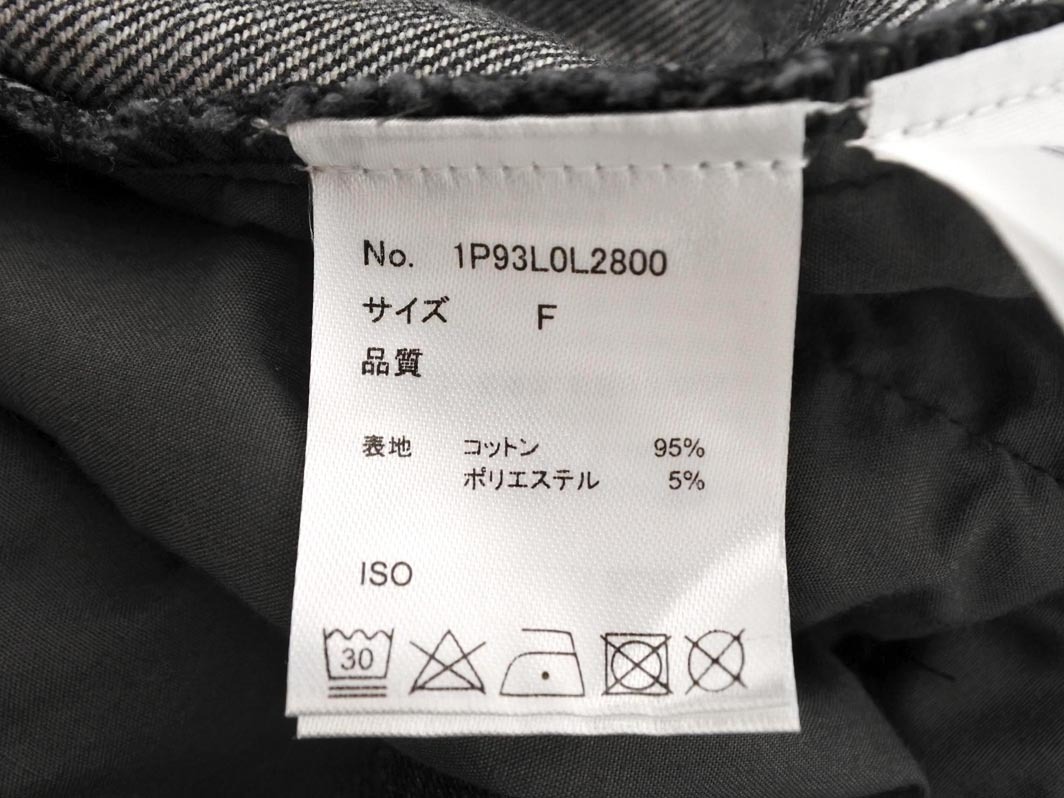 No. 1P93L0L2800
サイズ F
品質
表地 コットン 95%
ポリエステル 5%
ISO
30